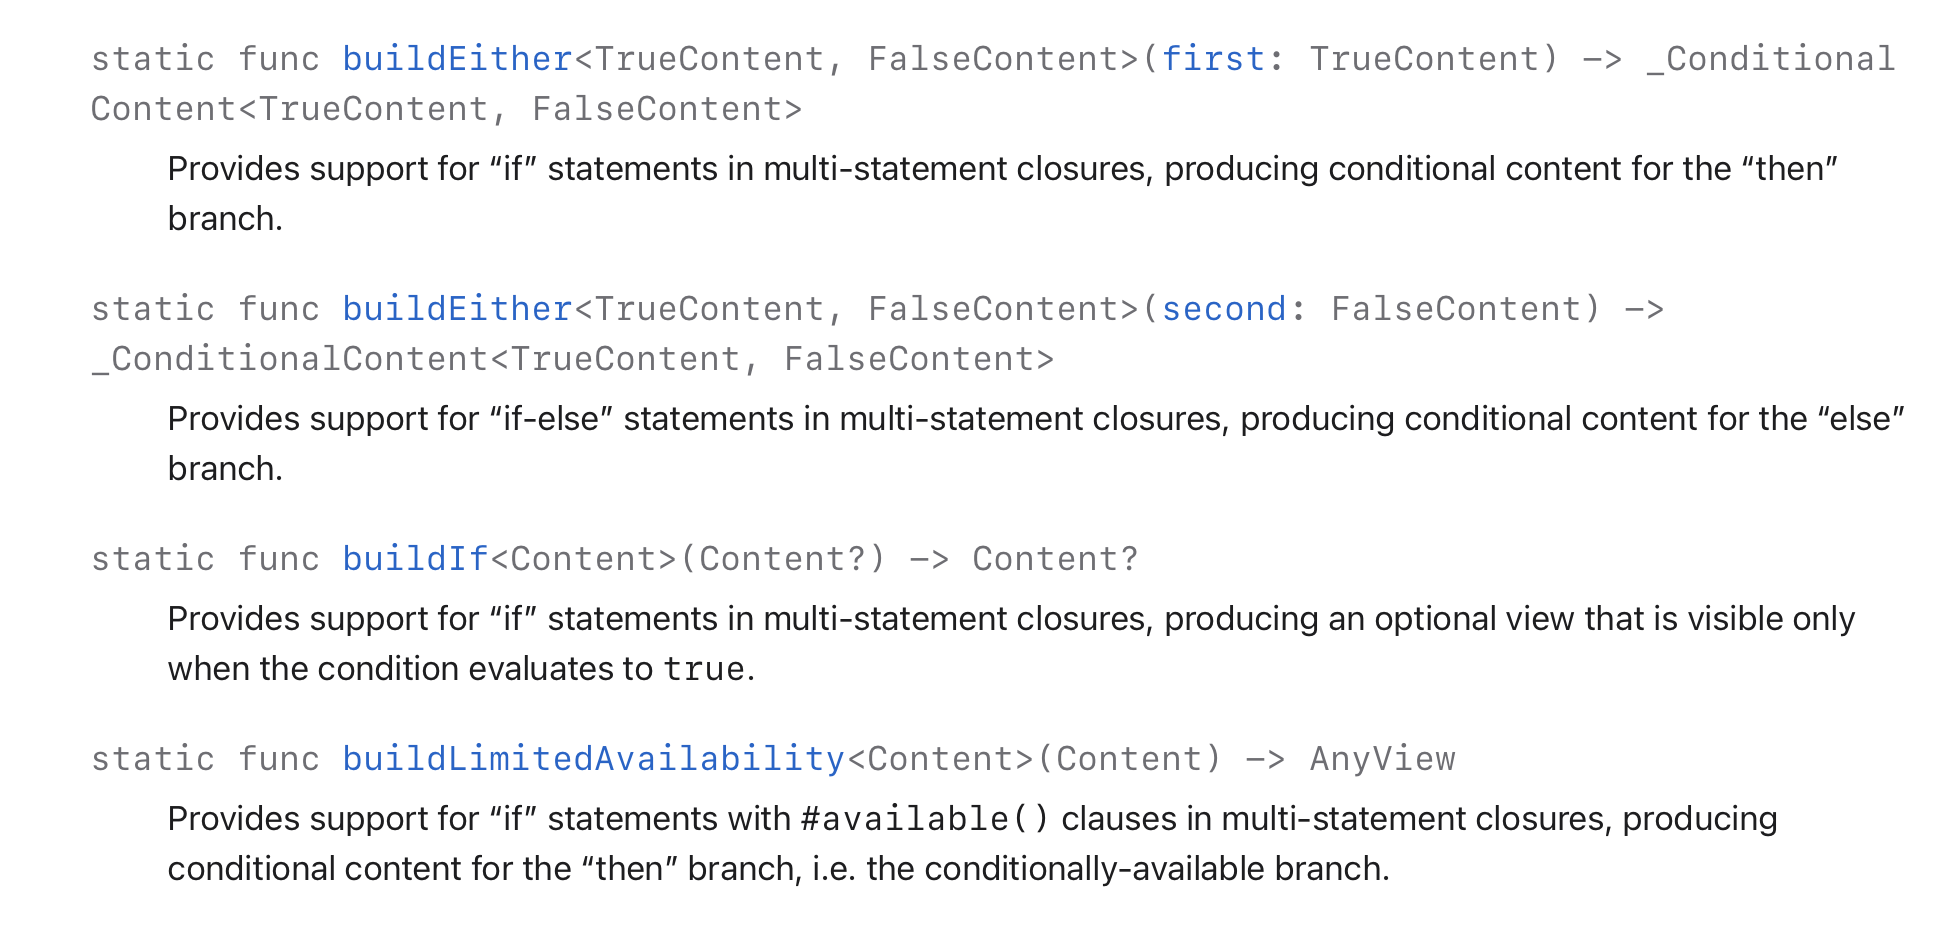 static func buildEither<TrueContent, FalseContent>(first: TrueContent) -> _Conditional
Content<TrueContent, FalseContent>
Provides support for “if” statements in multi-statement closures, producing conditional content for the “then”
branch.
static func buildEither<TrueContent, FalseContent>(second: FalseContent) ->
_ConditionalContent<TrueContent, FalseContent>
Provides support for “if-else” statements in multi-statement closures, producing conditional content for the “else”
branch.
static func buildIf<Content>(Content?) -> Content?
Provides support for “if” statements in multi-statement closures, producing an optional view that is visible only
when the condition evaluates to true.
static func buildLimitedAvailability<Content>(Content) -> AnyView
Provides support for “if” statements with #available() clauses in multi-statement closures, producing
conditional content for the “then” branch, i.e. the conditionally-available branch.